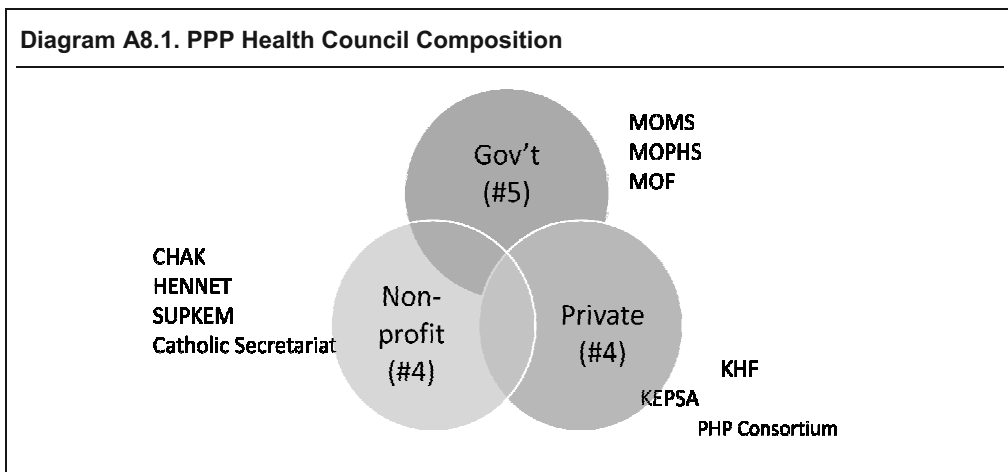 Diagram A8.1. PPP Health Council Composition
Gov't
(#5)
MOMS
MOPHS
MOF
CHAK
HENNET
SUPKEM
Catholic Secretariat
Non-
profit
(#4)
Private
(#4)
KHF
KEPSA
PHP Consortium